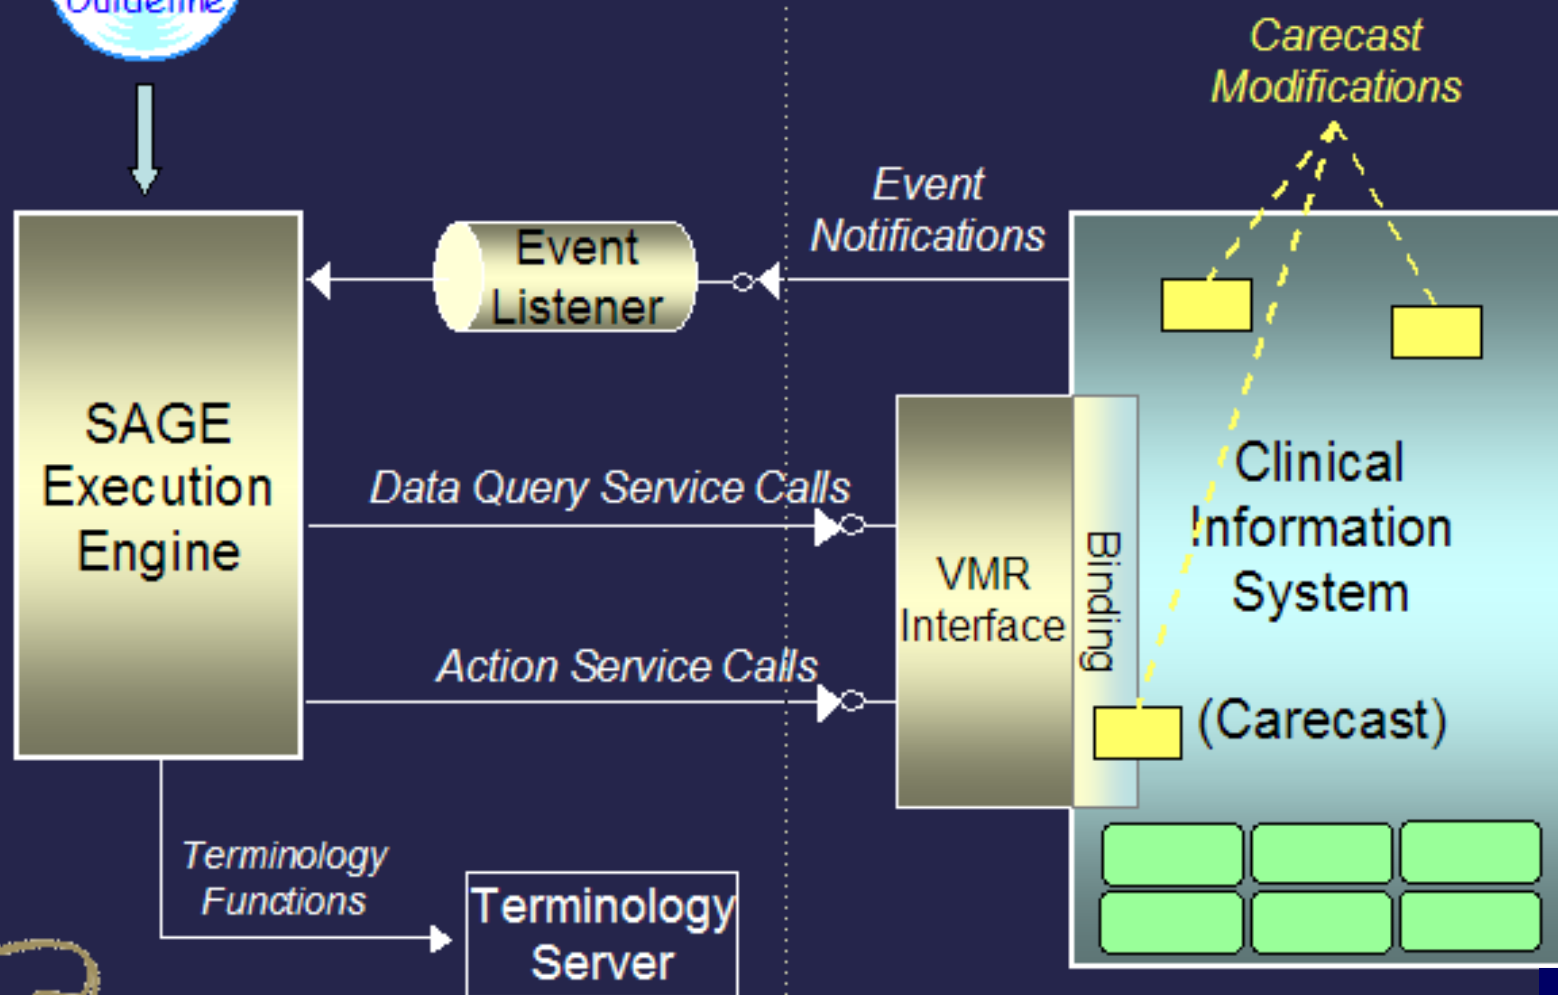 Guideline
Carecast
Modifications
Event
Notifications
Event
Listener
SAGE
Execution
Engine
Data Query Service Calls
Clinical
Information
System
VMR
Interface
Binding
Action Service Calls
(Carecast)
Terminology
Functions
Terminology
Server